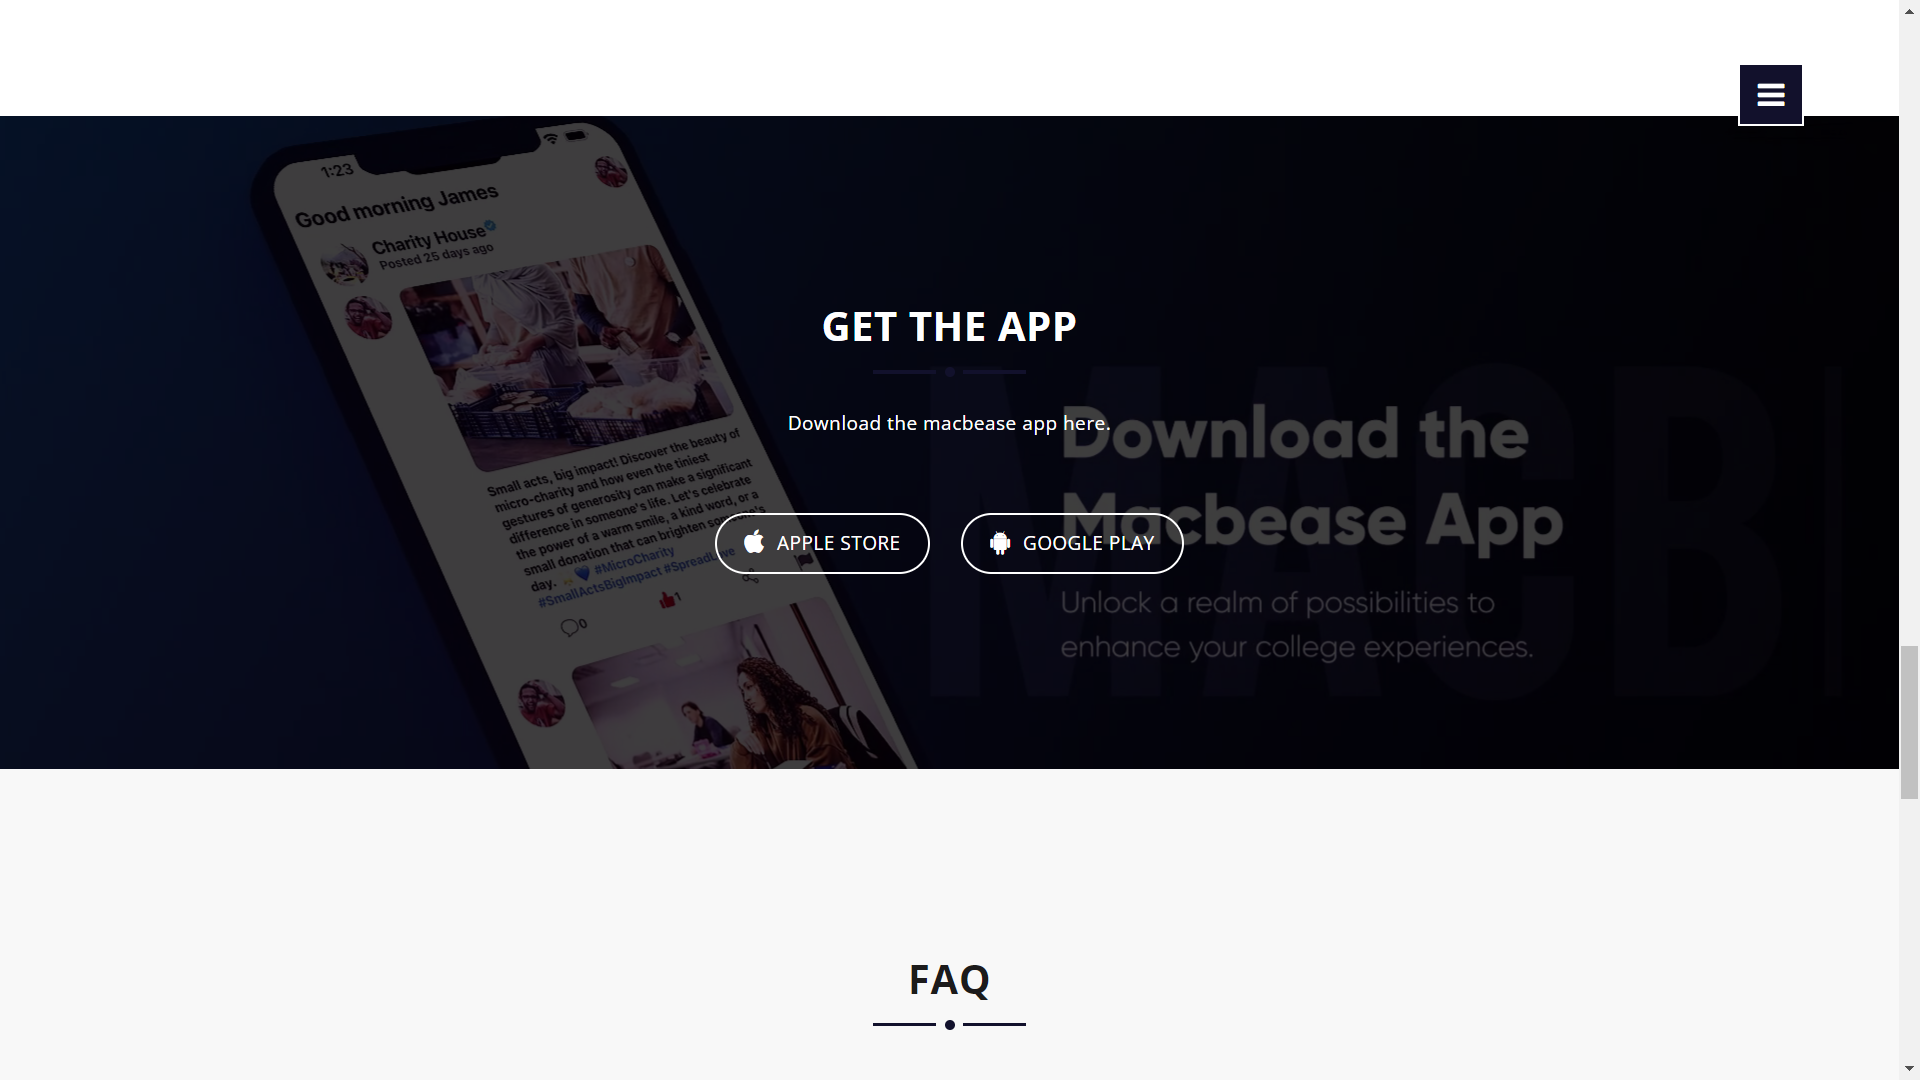 1:23
Good morning James
Charity House
Posted 25 days ago
GET THE APP
Download the macbease app here.
Download the
Macbease App
Unlock a realm of possibilities to
enhance your college experiences.
MACB
Small acts, big impact! Discover the beauty of
micro-charity and how even the tiniest
gestures of generosity can make a significant
difference in someone's life. Let's celebrate
the power of a warm smile, a kind word, or a
small donation that can brighten someone's
day. 💙 #MicroCharity
#SmallActsBigImpact #SpreadLove
1
0
APPLE STORE
GOOGLE PLAY
FAQ